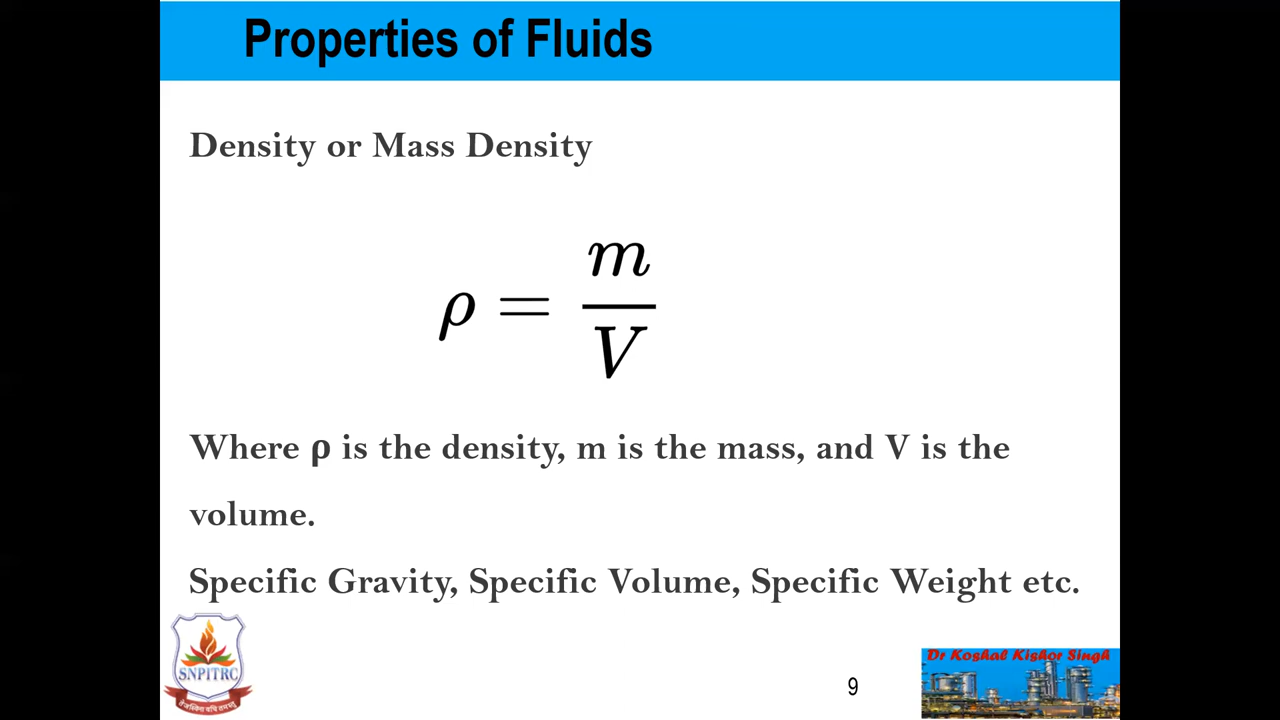 Properties of Fluids
Density or Mass Density
ρ = m / V
Where ρ is the density, m is the mass, and V is the
volume.
Specific Gravity, Specific Volume, Specific Weight etc.
SNPITRC
9
Dr Koshal Kishor Singh